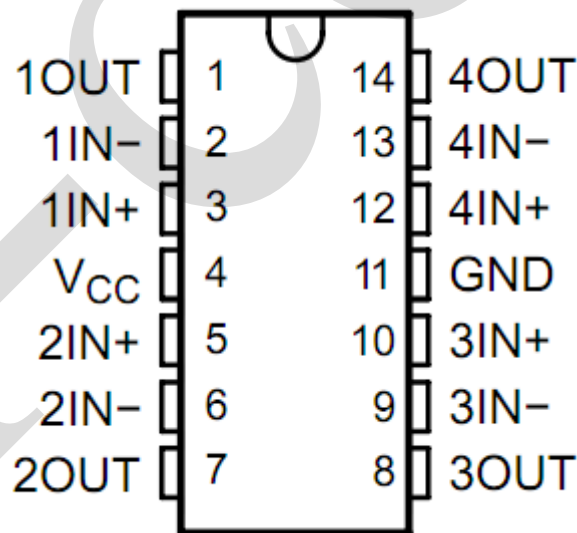 1OUT 1 14 4OUT
1IN− 2 13 4IN−
1IN+ 3 12 4IN+
VCC 4 11 GND
2IN+ 5 10 3IN+
2IN− 6 9 3IN−
2OUT 7 8 3OUT